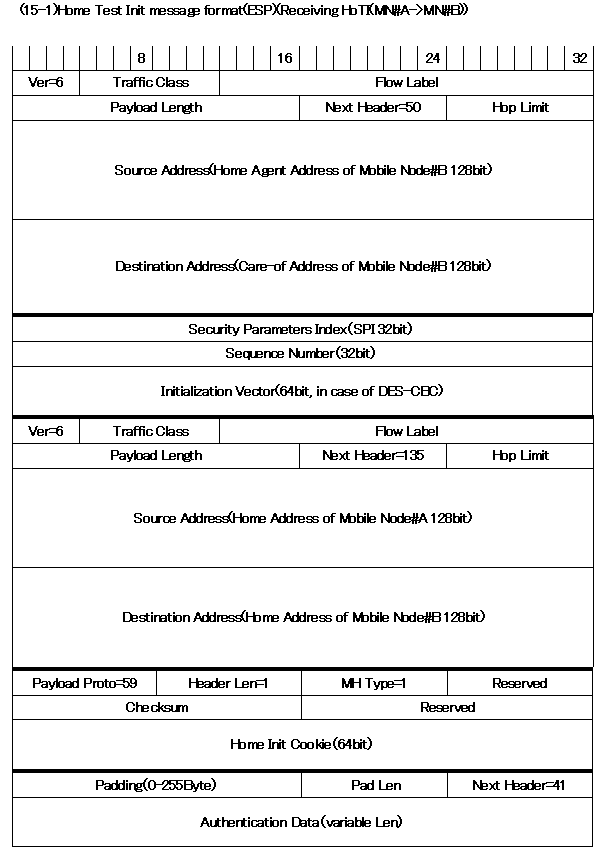 (15-1)Home Test Init message format(ESP)(Receiving HoTI(MN#A->MN#B))
8 16 24 32
Ver=6 Traffic Class Flow Label
Payload Length Next Header=50 Hop Limit
Source Address(Home Agent Address of Mobile Node#B 128bit)
Destination Address(Care-of Address of Mobile Node#B 128bit)
Security Parameters Index(SPI 32bit)
Sequence Number(32bit)
Initialization Vector(64bit, in case of DES-CBC)
Ver=6 Traffic Class Flow Label
Payload Length Next Header=135 Hop Limit
Source Address(Home Address of Mobile Node#A 128bit)
Destination Address(Home Address of Mobile Node#B 128bit)
Payload Proto=59 Header Len=1 MH Type=1 Reserved
Checksum Reserved
Home Init Cookie(64bit)
Padding(0-255Byte) Pad Len Next Header=41
Authentication Data(variable Len)